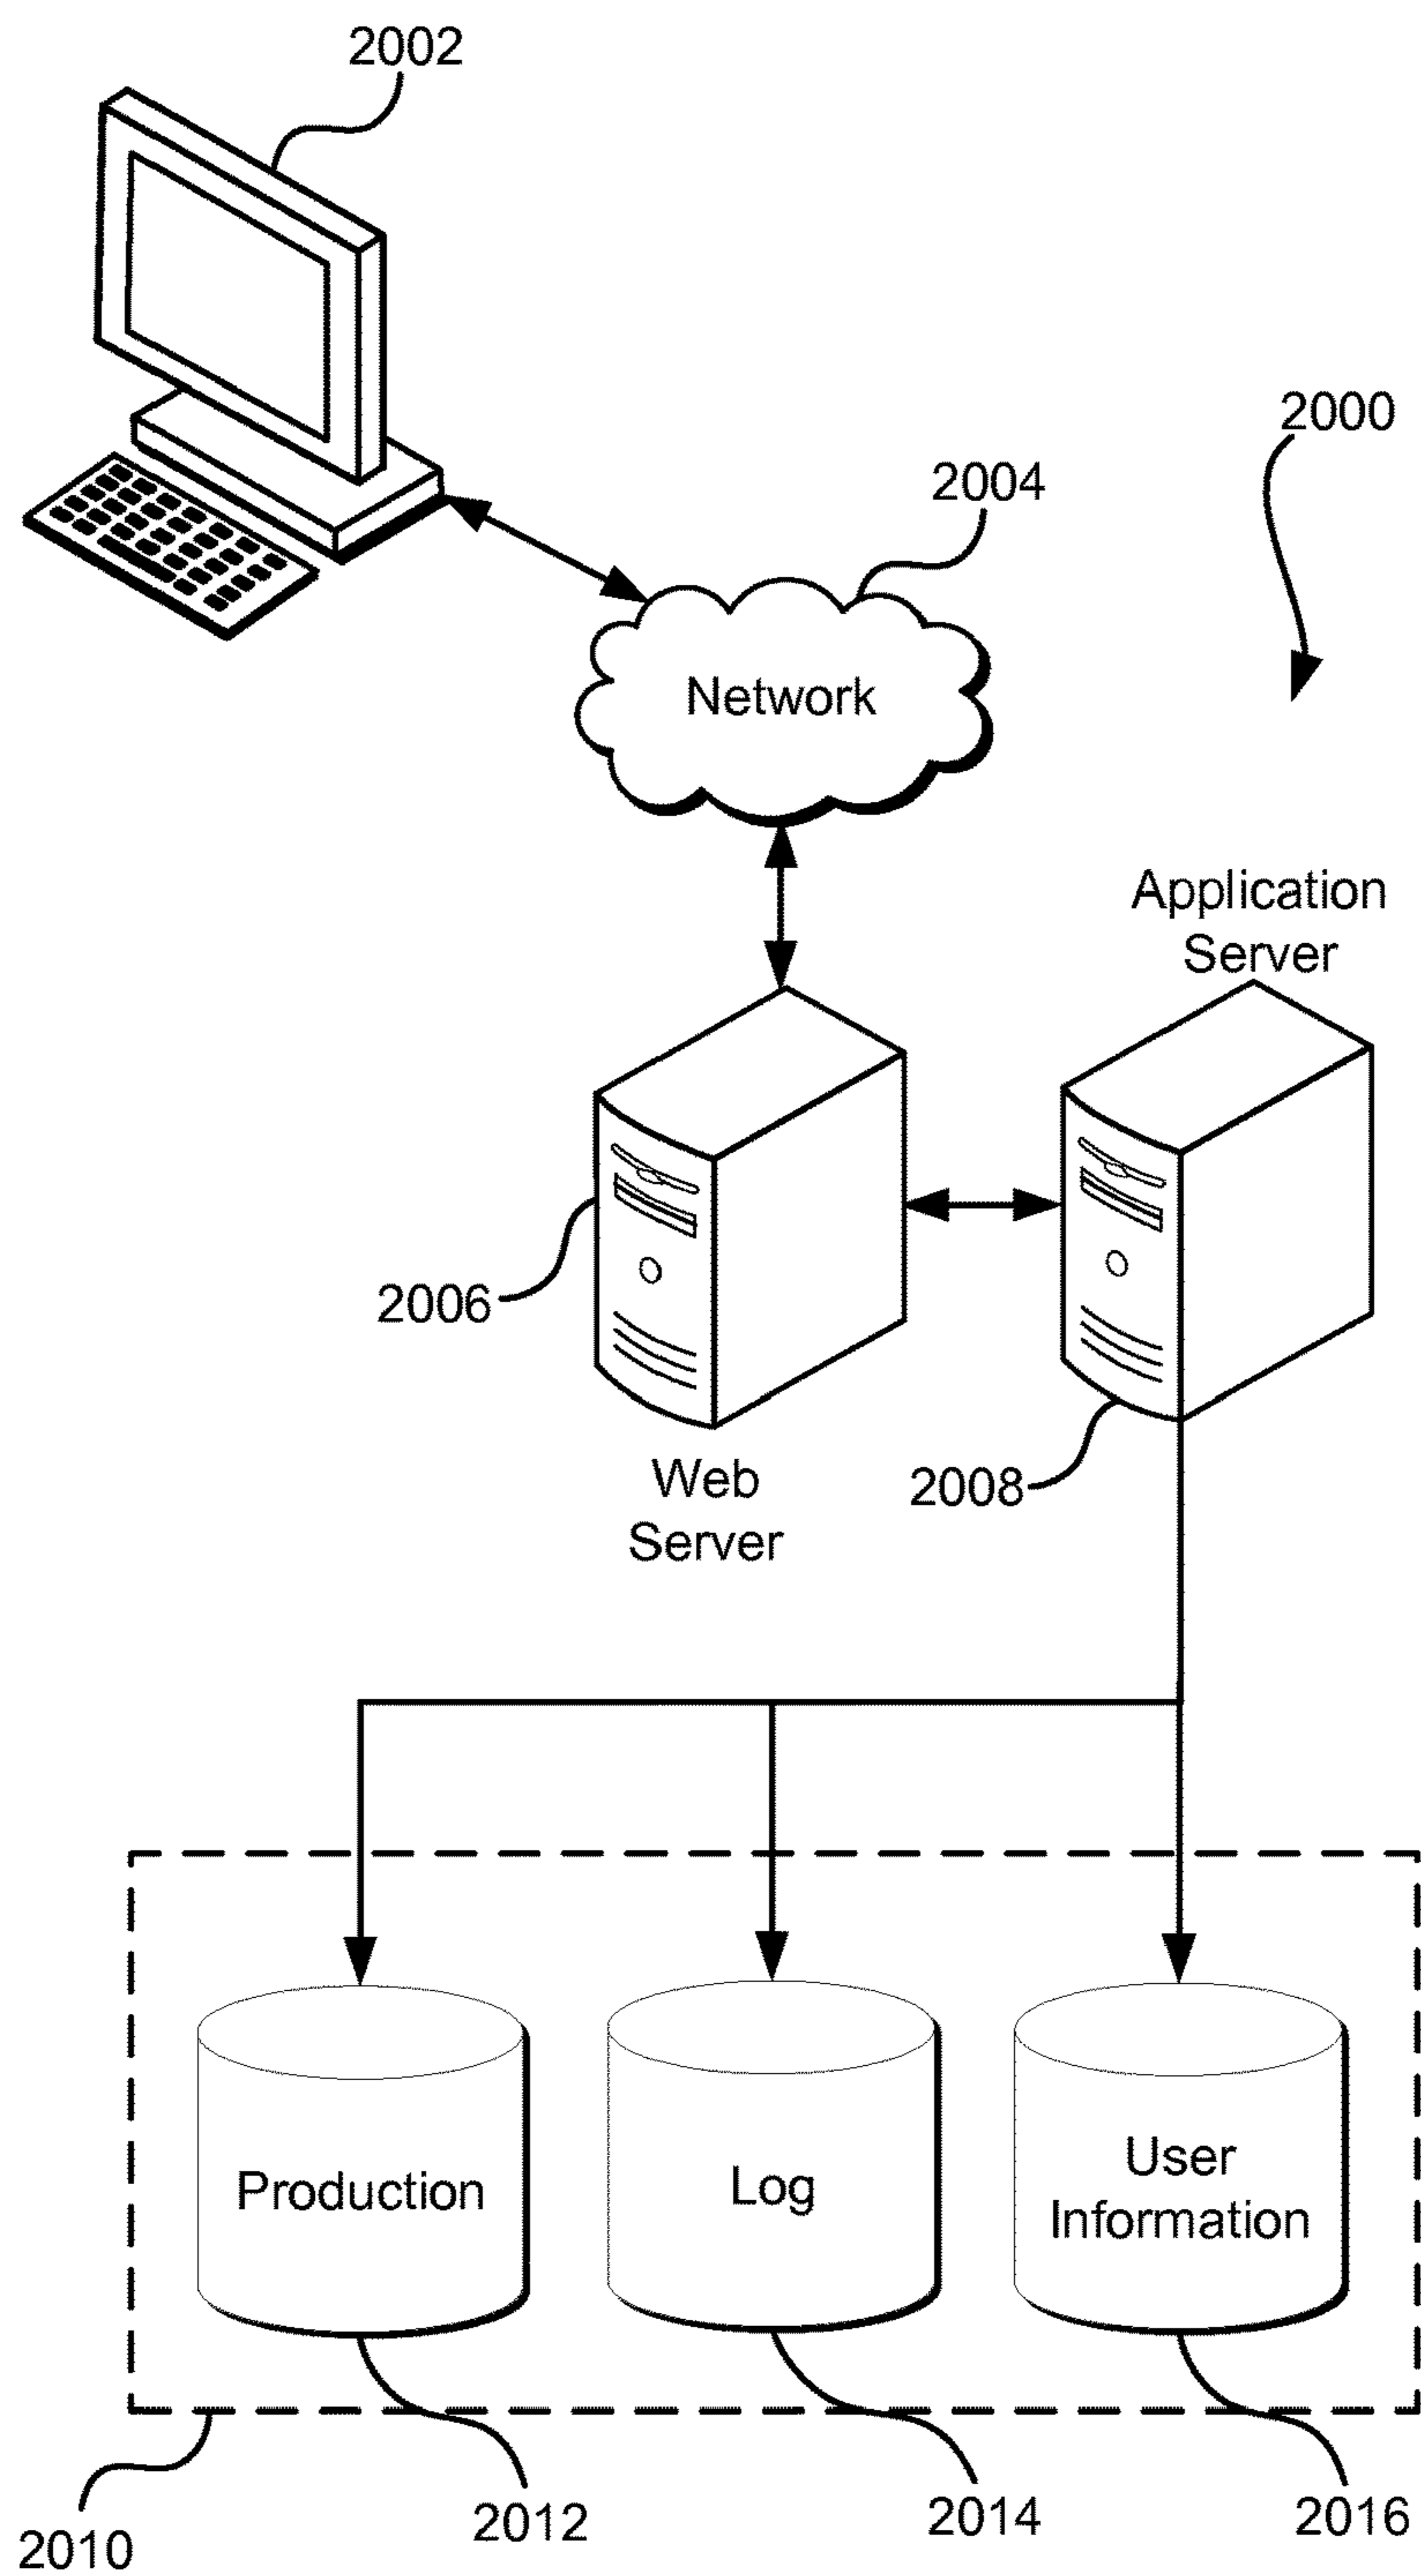 2002
2000
2004
Network
Application
Server
2006
Web
Server
2008
Production
Log
User
Information
2010
2012
2014
2016